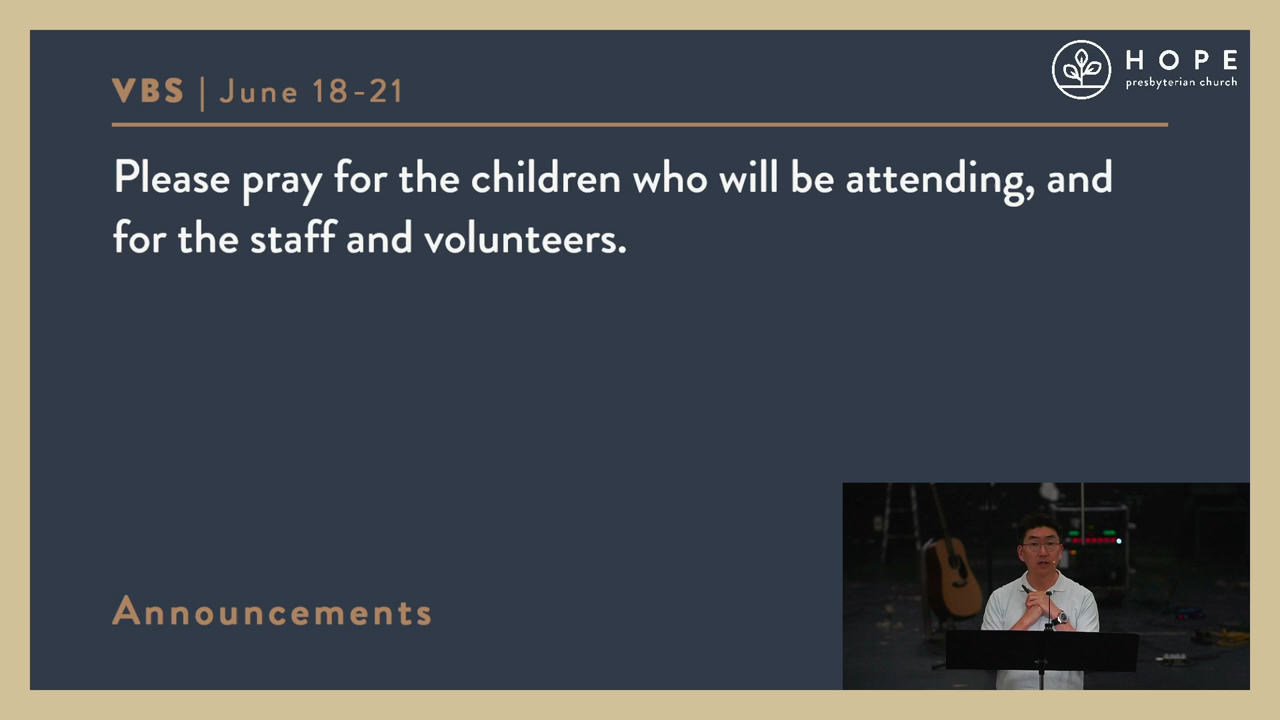 VBS | June 18-21
HOPE
presbyterian church
Please pray for the children who will be attending, and
for the staff and volunteers.
Announcements